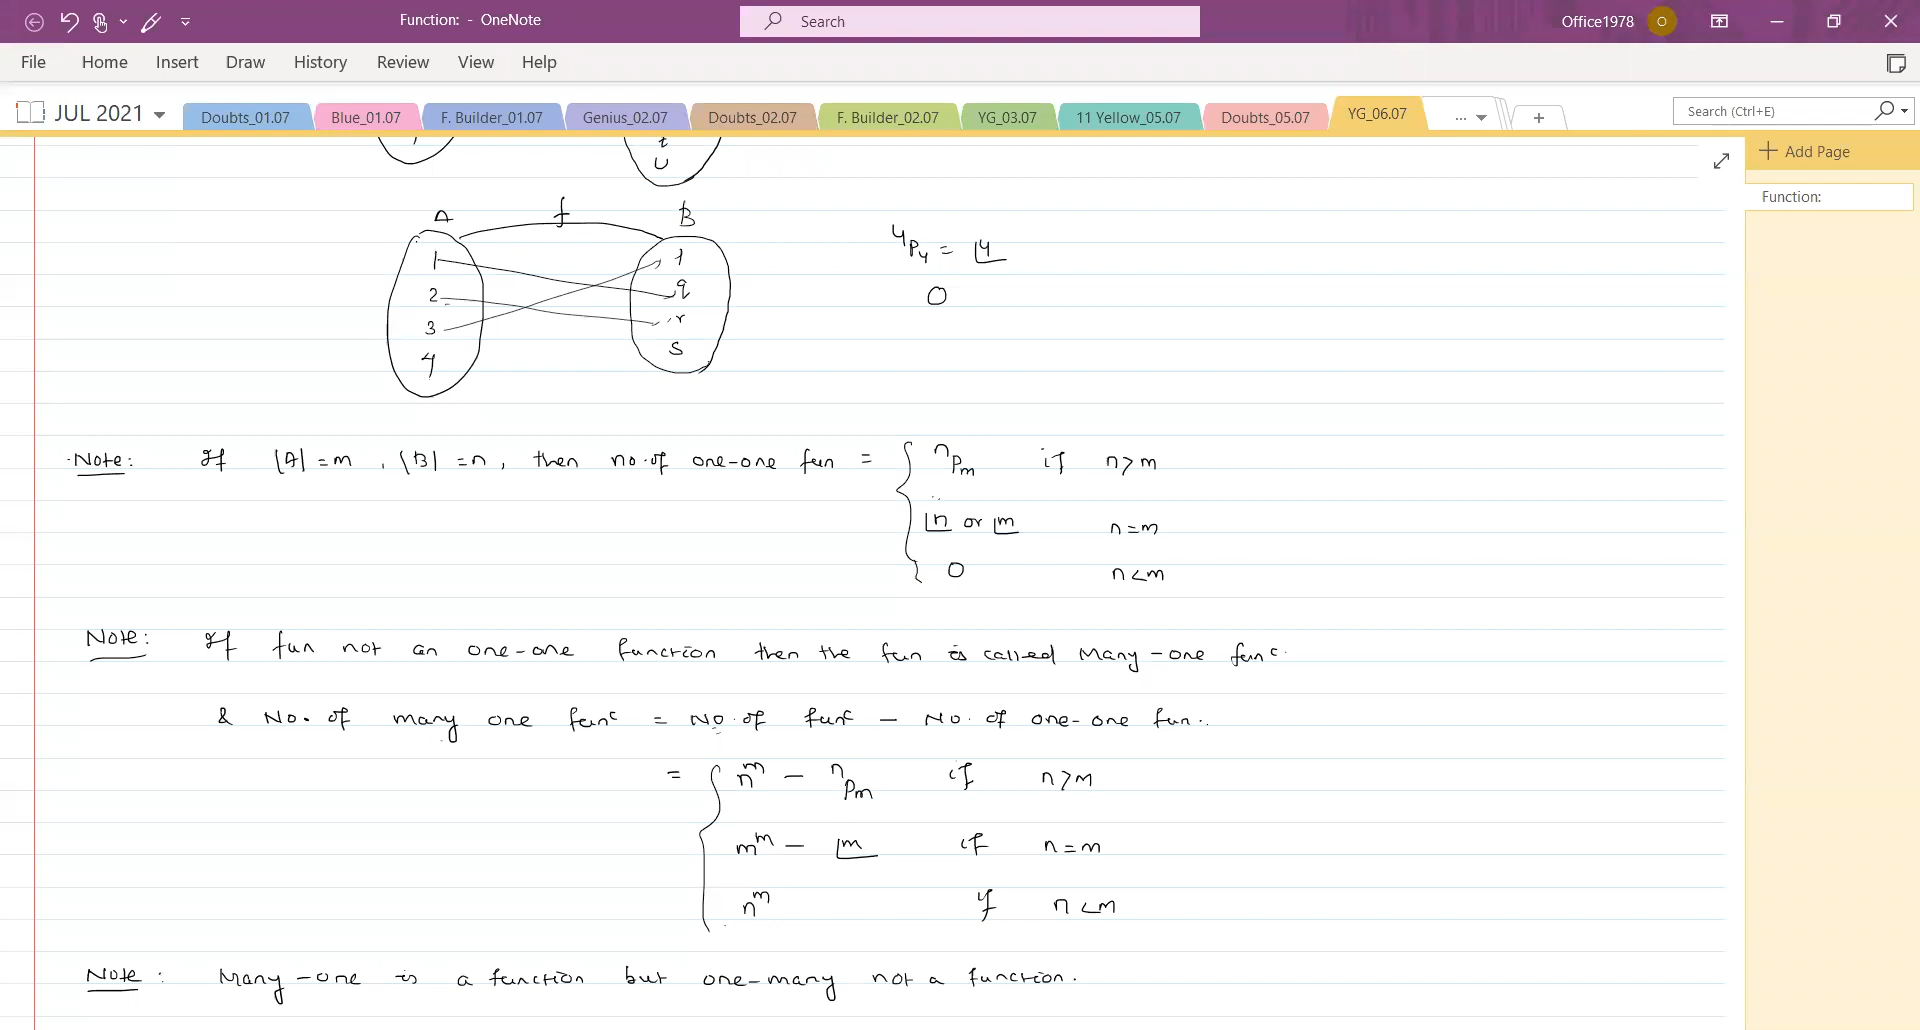 Function: - OneNote
Search
Office1978
O
File Home Insert Draw History Review View Help
JUL 2021
Doubts_01.07 Blue_01.07 F. Builder_01.07 Genius_02.07 Doubts_02.07 F. Builder_02.07 YG_03.07 11 Yellow_05.07 Doubts_05.07 YG_06.07 ... +
Search (Ctrl+E)
Add Page
Function:
t
u
A f B
1
2
3
4
q
r
s
⁴P₄ = ⌊4
0
Note: If |A| = m , |B| = n , then no. of one-one fun = { ⁿPₘ if n > m
⌊n or ⌊m n = m
0 n < m
Note: If fun not an one-one function then the fun is called Many-one funᶜ.
& No. of many one funᶜ = No. of funᶜ - No. of one-one fun..
= { nᵐ - ⁿPₘ if n > m
mᵐ - ⌊m if n = m
nᵐ if n < m
Note : Many-one is a function but one-many not a function.